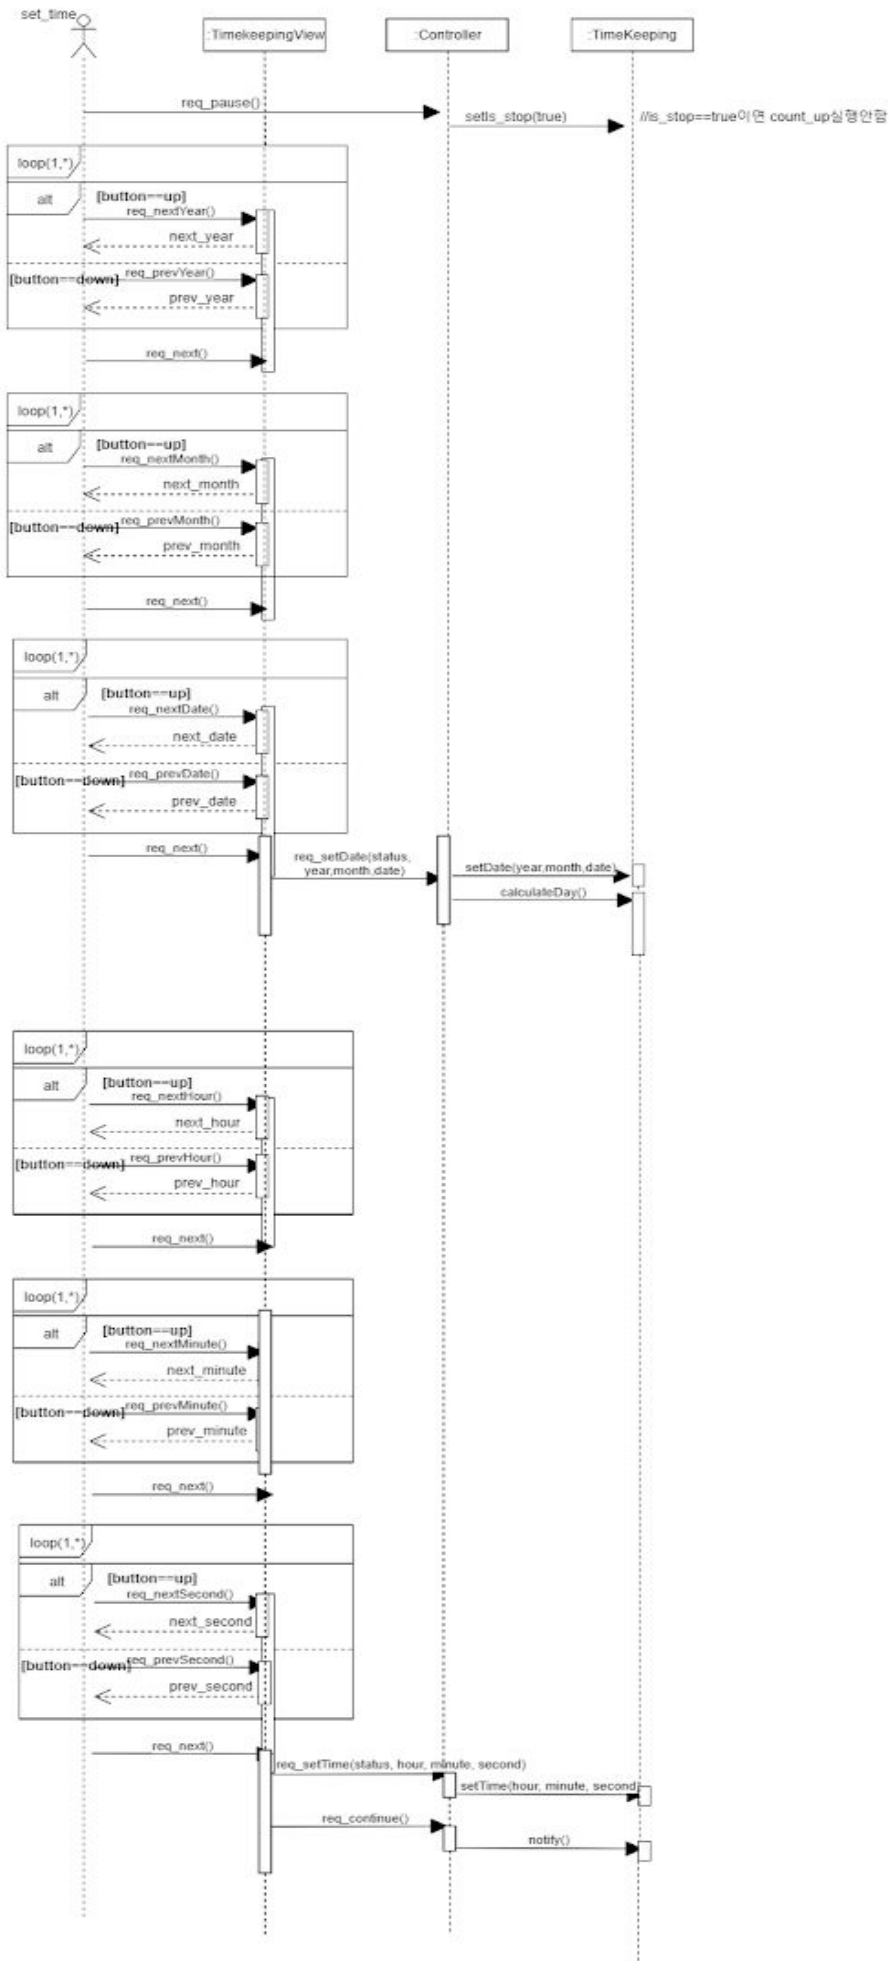 set_time
:TimekeepingView
:Controller
:TimeKeeping
req_pause()
setIs_stop(true)
//is_stop==true이면 count_up실행안함
loop(1,*)
alt
[button==up]
req_nextYear()
next_year
[button==down]
req_prevYear()
prev_year
req_next()
loop(1,*)
alt
[button==up]
req_nextMonth()
next_month
[button==down]
req_prevMonth()
prev_month
req_next()
loop(1,*)
alt
[button==up]
req_nextDate()
next_date
[button==down]
req_prevDate()
prev_date
req_next()
req_setDate(status,
year,month,date)
setDate(year,month,date)
calculateDay()
loop(1,*)
alt
[button==up]
req_nextHour()
next_hour
[button==down]
req_prevHour()
prev_hour
req_next()
loop(1,*)
alt
[button==up]
req_nextMinute()
next_minute
[button==down]
req_prevMinute()
prev_minute
req_next()
loop(1,*)
alt
[button==up]
req_nextSecond()
next_second
[button==down]
req_prevSecond()
prev_second
req_next()
req_setTime(status, hour, minute, second)
setTime(hour, minute, second)
req_continue()
notify()